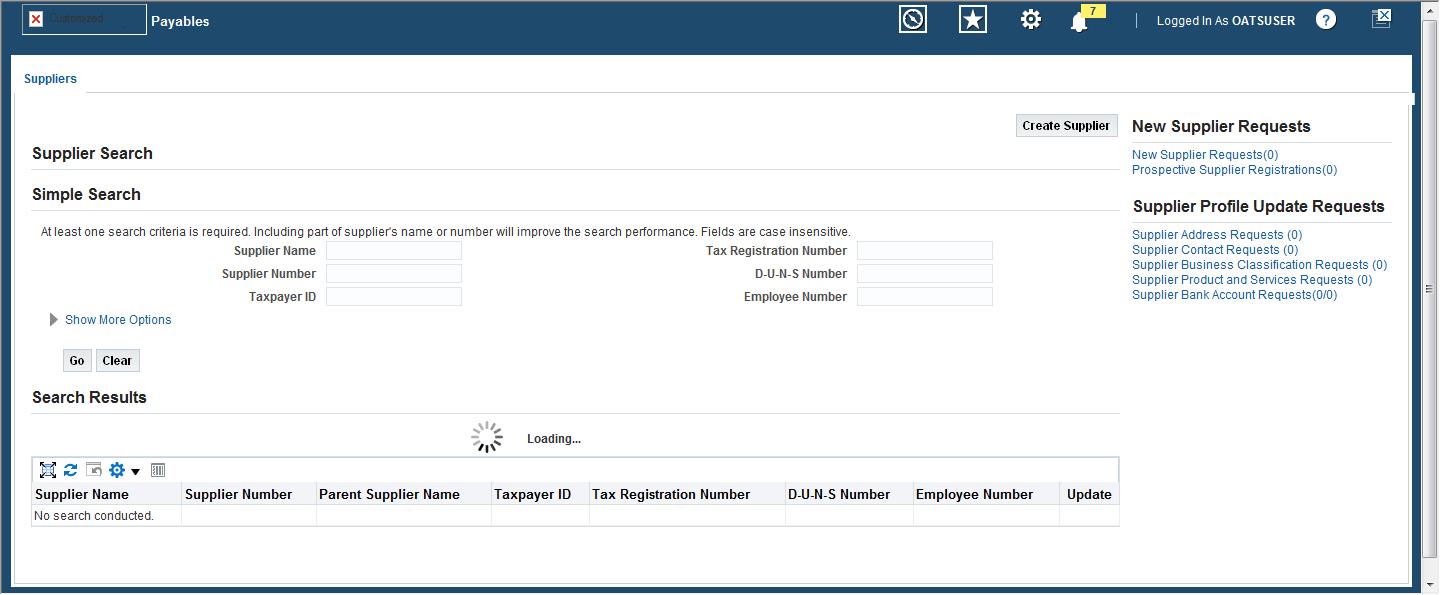 Customized
Payables
7
Logged In As OATSUSER
?
Suppliers
Create Supplier
Supplier Search
Simple Search
At least one search criteria is required. Including part of supplier's name or number will improve the search performance. Fields are case insensitive.
Supplier Name
Tax Registration Number
Supplier Number
D-U-N-S Number
Taxpayer ID
Employee Number
Show More Options
Go Clear
Search Results
Loading...
Supplier Name Supplier Number Parent Supplier Name Taxpayer ID Tax Registration Number D-U-N-S Number Employee Number Update
No search conducted.
New Supplier Requests
New Supplier Requests(0)
Prospective Supplier Registrations(0)
Supplier Profile Update Requests
Supplier Address Requests (0)
Supplier Contact Requests (0)
Supplier Business Classification Requests (0)
Supplier Product and Services Requests (0)
Supplier Bank Account Requests(0/0)